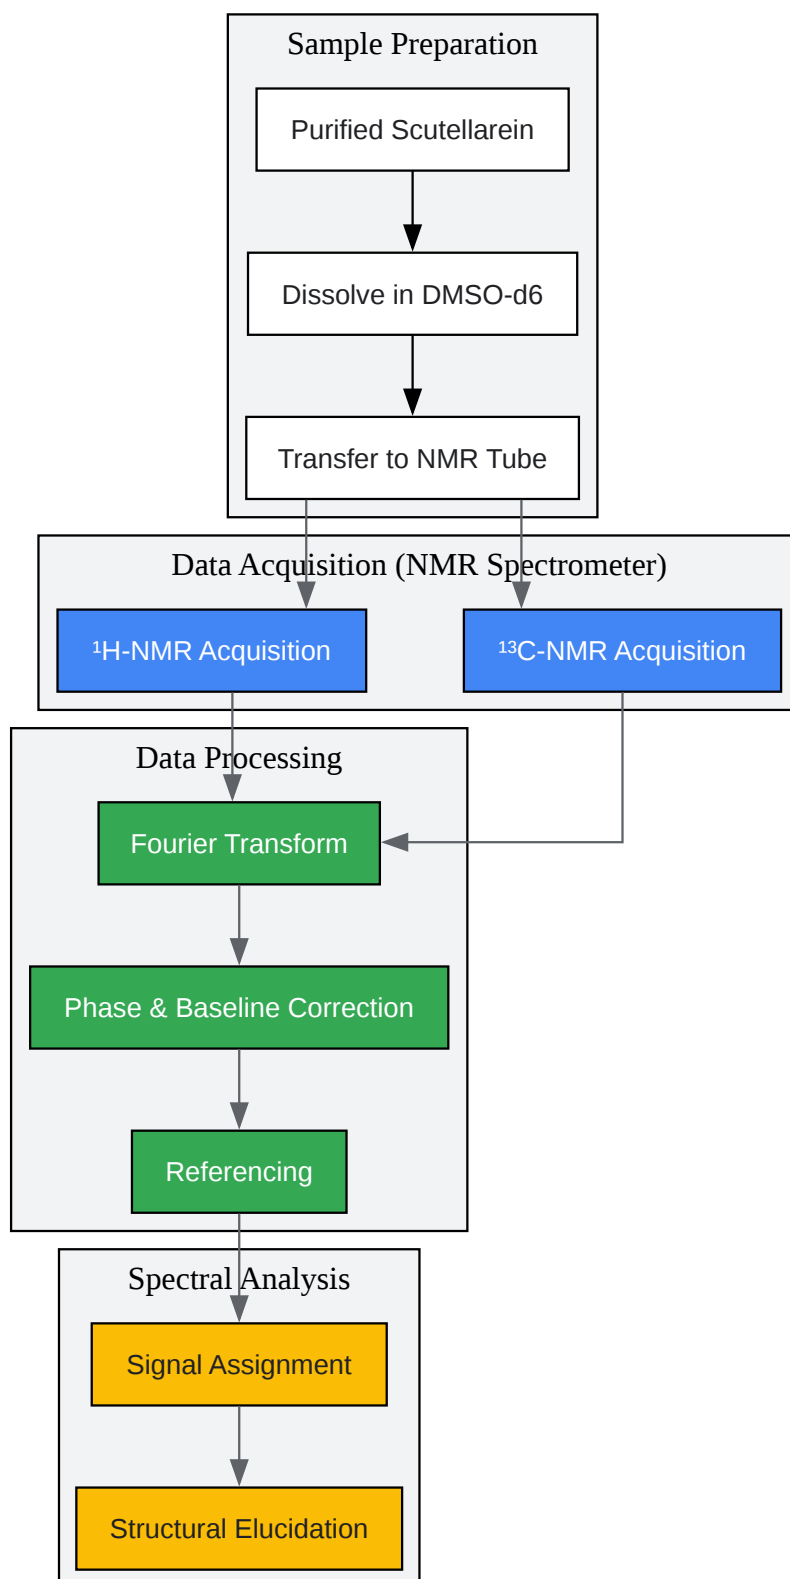 Sample Preparation
Purified Scutellarein
Dissolve in DMSO-d6
Transfer to NMR Tube
Data Acquisition (NMR Spectrometer)
¹H-NMR Acquisition
¹³C-NMR Acquisition
Data Processing
Fourier Transform
Phase & Baseline Correction
Referencing
Spectral Analysis
Signal Assignment
Structural Elucidation